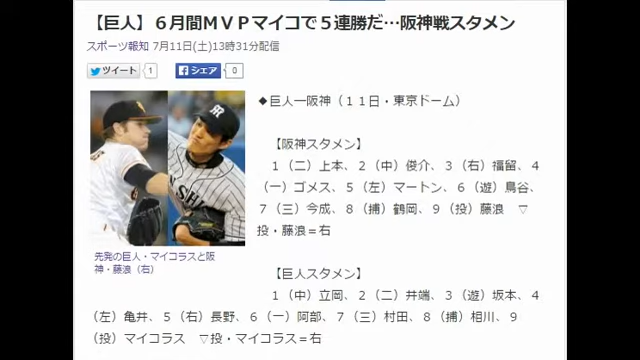 【巨人】６月間ＭＶＰマイコで５連勝だ…阪神戦スタメン
スポーツ報知 7月11日(土)13時31分配信
ツイート 1 シェア 0
◆巨人―阪神（１１日・東京ドーム）
【阪神スタメン】
１（二）上本、２（中）俊介、３（右）福留、４
（一）ゴメス、５（左）マートン、６（遊）鳥谷、
７（三）今成、８（捕）鶴岡、９（投）藤浪　▽
投・藤浪＝右
先発の巨人・マイコラスと阪
神・藤浪（右）
【巨人スタメン】
１（中）立岡、２（二）井端、３（遊）坂本、４
（左）亀井、５（右）長野、６（一）阿部、７（三）村田、８（捕）相川、９
（投）マイコラス　▽投・マイコラス＝右